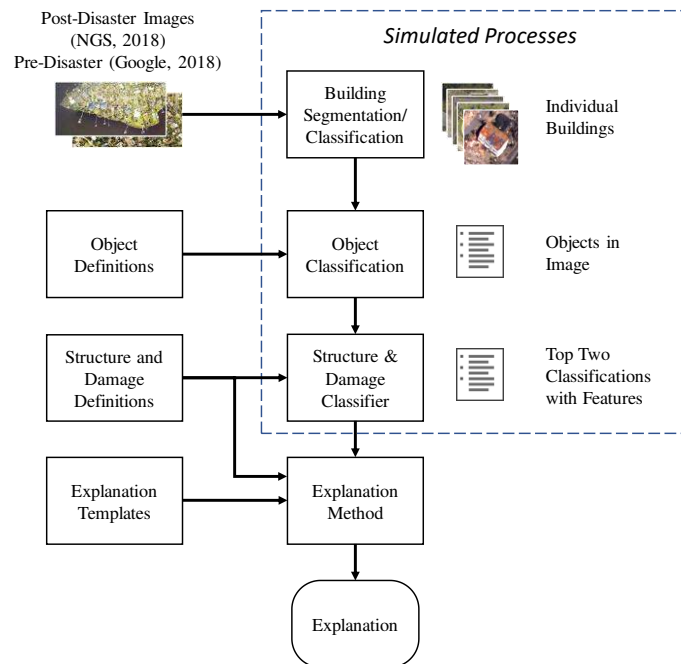 Post-Disaster Images
(NGS, 2018)
Pre-Disaster (Google, 2018)
Simulated Processes
Building
Segmentation/
Classification
Individual
Buildings
Object
Definitions
Object
Classification
Objects in
Image
Structure and
Damage
Definitions
Structure &
Damage
Classifier
Top Two
Classifications
with Features
Explanation
Templates
Explanation
Method
Explanation